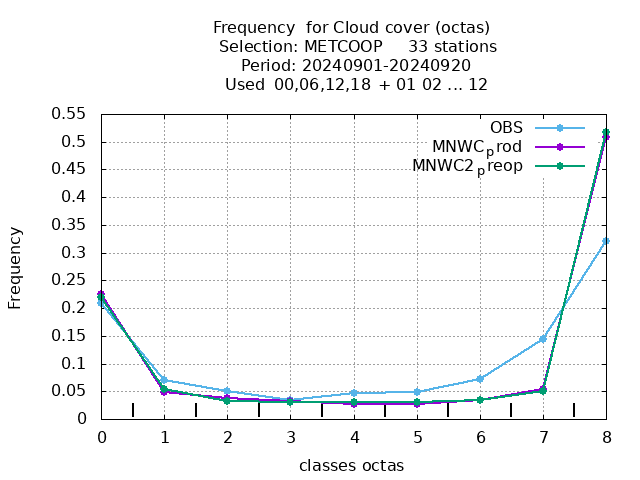 Frequency  for Cloud cover (octas)
Selection: METCOOP     33 stations
Period: 20240901-20240920
Used  00,06,12,18 + 01 02 ... 12
OBS
MNWCprod
MNWC2preop
0.55
0.5
0.45
0.4
0.35
0.3
0.25
0.2
0.15
0.1
0.05
0
Frequency
0 1 2 3 4 5 6 7 8
classes octas